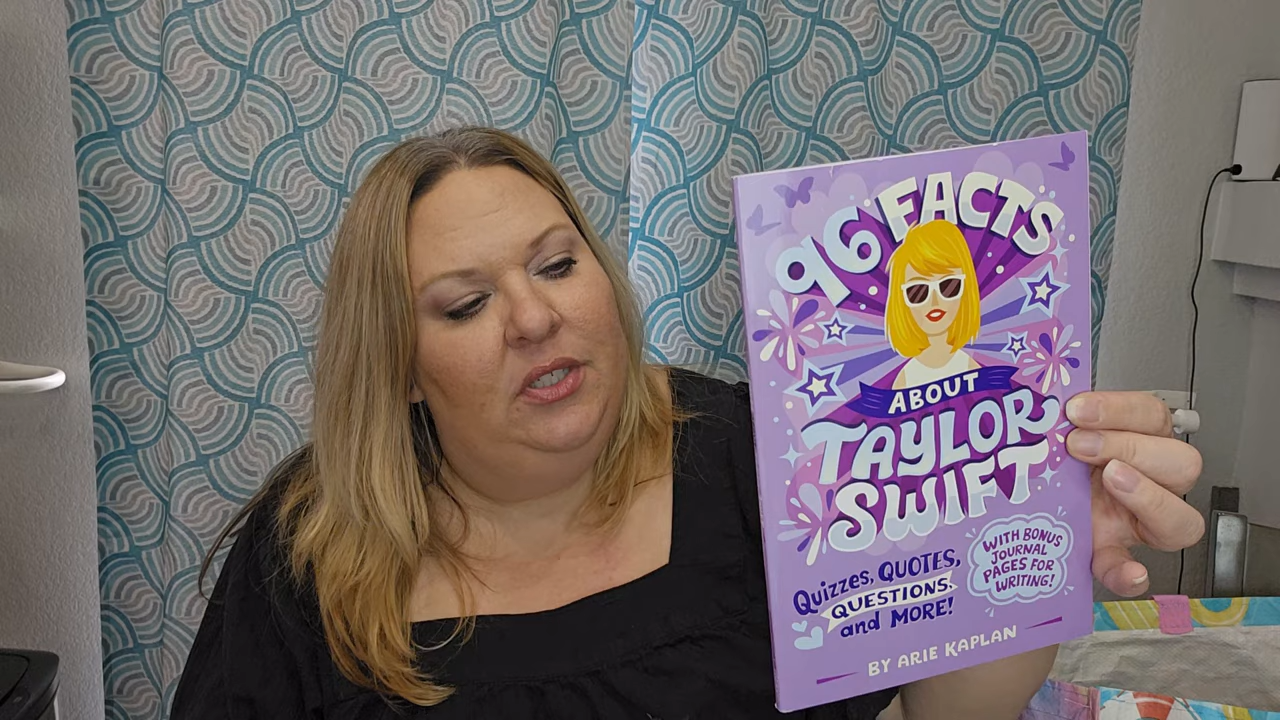 96 FACTS
ABOUT
TAYLOR
SWIFT
Quizzes, QUOTES,
QUESTIONS,
and MORE!
WITH BONUS
JOURNAL
PAGES FOR
WRITING!
BY ARIE KAPLAN